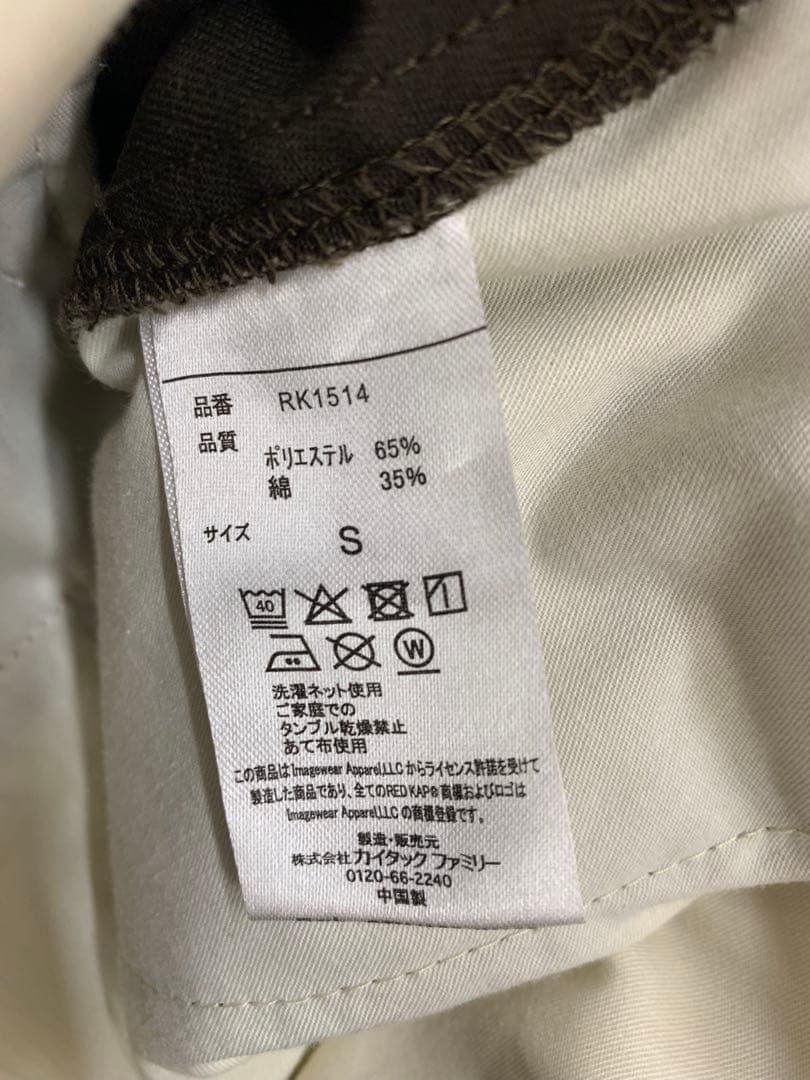 品番 RK1514
品質
ポリエステル 65%
綿 35%
サイズ S
40
W
洗濯ネット使用
ご家庭での
タンブル乾燥禁止
あて布使用
この商品はImagewear Apparel,LLCからライセンス許諾を受けて
製造した商品であり、全てのRED KAP®商標およびロゴは
Imagewear Apparel,LLCの商標登録です。
製造・販売元
株式会社カイタック ファミリー
0120-66-2240
中国製